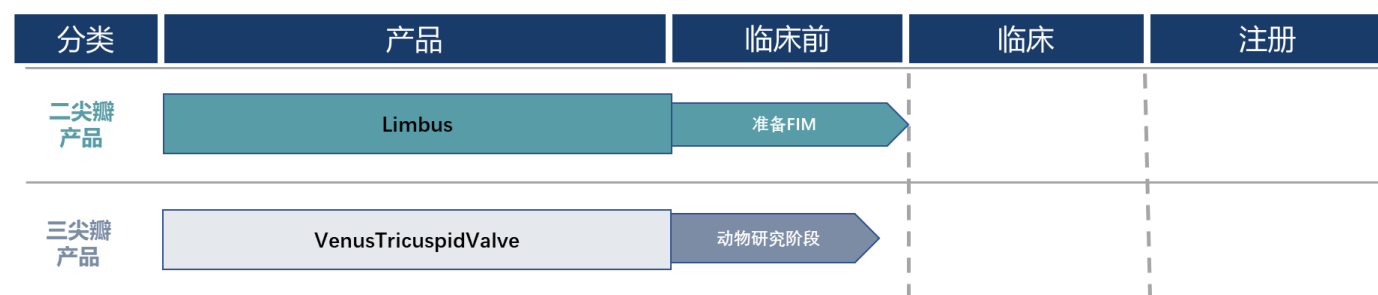 分类 产品 临床前 临床 注册
二尖瓣
产品
Limbus 准备FIM
三尖瓣
产品
VenusTricuspidValve 动物研究阶段